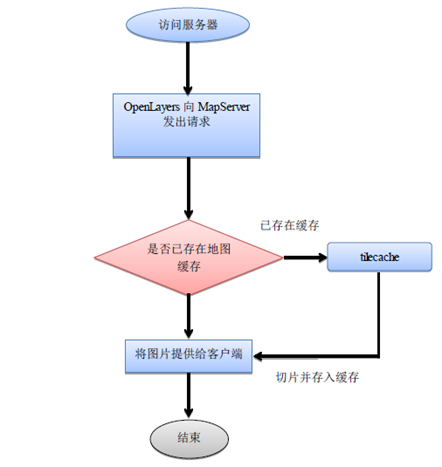 访问服务器
OpenLayers 向 MapServer
发出请求
是否已存在地图
缓存
已存在缓存
tilecache
将图片提供给客户端
切片并存入缓存
结束